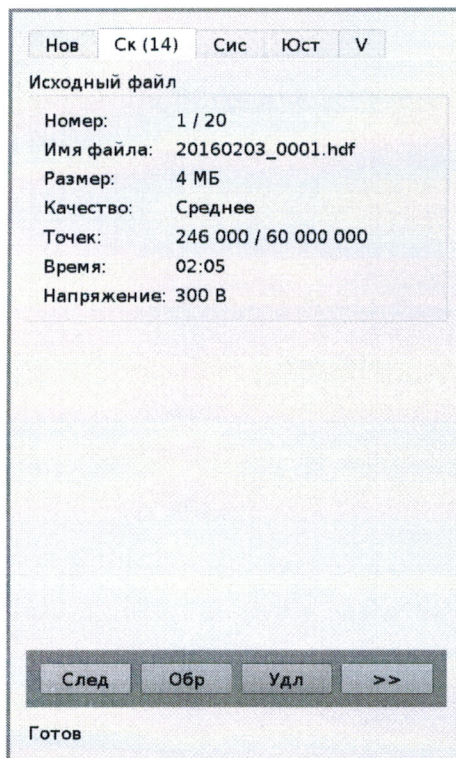 Нов Ск (14) Сис Юст V
Исходный файл
Номер: 1 / 20
Имя файла: 20160203_0001.hdf
Размер: 4 МБ
Качество: Среднее
Точек: 246 000 / 60 000 000
Время: 02:05
Напряжение: 300 В
След Обр Удл >>
Готов